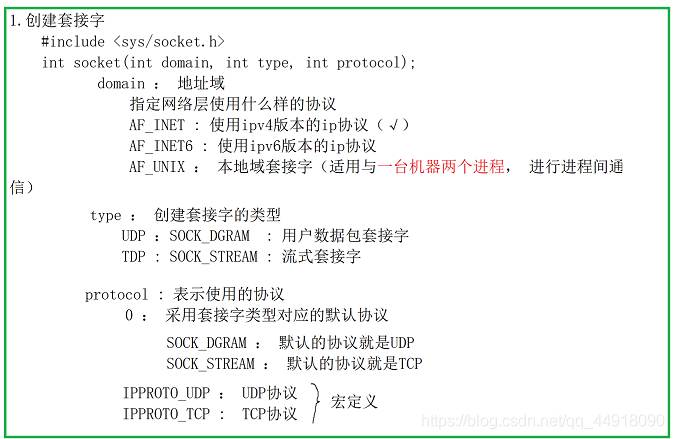 1.创建套接字
#include <sys/socket.h>
int socket(int domain, int type, int protocol);
domain : 地址域
指定网络层使用什么样的协议
AF_INET : 使用ipv4版本的ip协议(√)
AF_INET6 : 使用ipv6版本的ip协议
AF_UNIX : 本地域套接字(适用与一台机器两个进程, 进行进程间通
信)
type : 创建套接字的类型
UDP : SOCK_DGRAM : 用户数据包套接字
TDP : SOCK_STREAM : 流式套接字
protocol : 表示使用的协议
0 : 采用套接字类型对应的默认协议
SOCK_DGRAM : 默认的协议就是UDP
SOCK_STREAM : 默认的协议就是TCP
IPPROTO_UDP : UDP协议
IPPROTO_TCP : TCP协议
宏定义
https://blog.csdn.net/qq_44918090